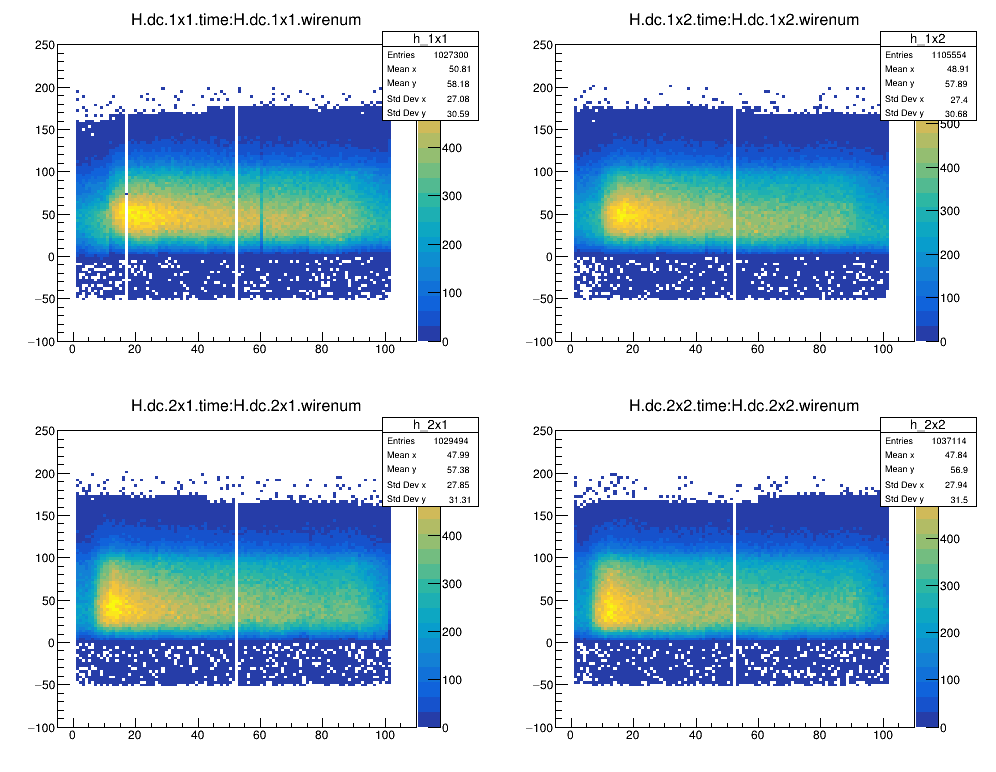 H.dc.1x1.time:H.dc.1x1.wirenum
h_1x1
Entries 1027300
Mean x 50.81
Mean y 58.18
Std Dev x 27.08
Std Dev y 30.59
250
200
150
100
50
0
−50
−100
0 20 40 60 80 100
400
300
200
100
0
H.dc.1x2.time:H.dc.1x2.wirenum
h_1x2
Entries 1105554
Mean x 48.91
Mean y 57.89
Std Dev x 27.4
Std Dev y 30.68
250
200
150
100
50
0
−50
−100
0 20 40 60 80 100
500
400
300
200
100
0
H.dc.2x1.time:H.dc.2x1.wirenum
h_2x1
Entries 1029494
Mean x 47.99
Mean y 57.38
Std Dev x 27.85
Std Dev y 31.31
250
200
150
100
50
0
−50
−100
0 20 40 60 80 100
400
300
200
100
0
H.dc.2x2.time:H.dc.2x2.wirenum
h_2x2
Entries 1037114
Mean x 47.84
Mean y 56.9
Std Dev x 27.94
Std Dev y 31.5
250
200
150
100
50
0
−50
−100
0 20 40 60 80 100
400
300
200
100
0